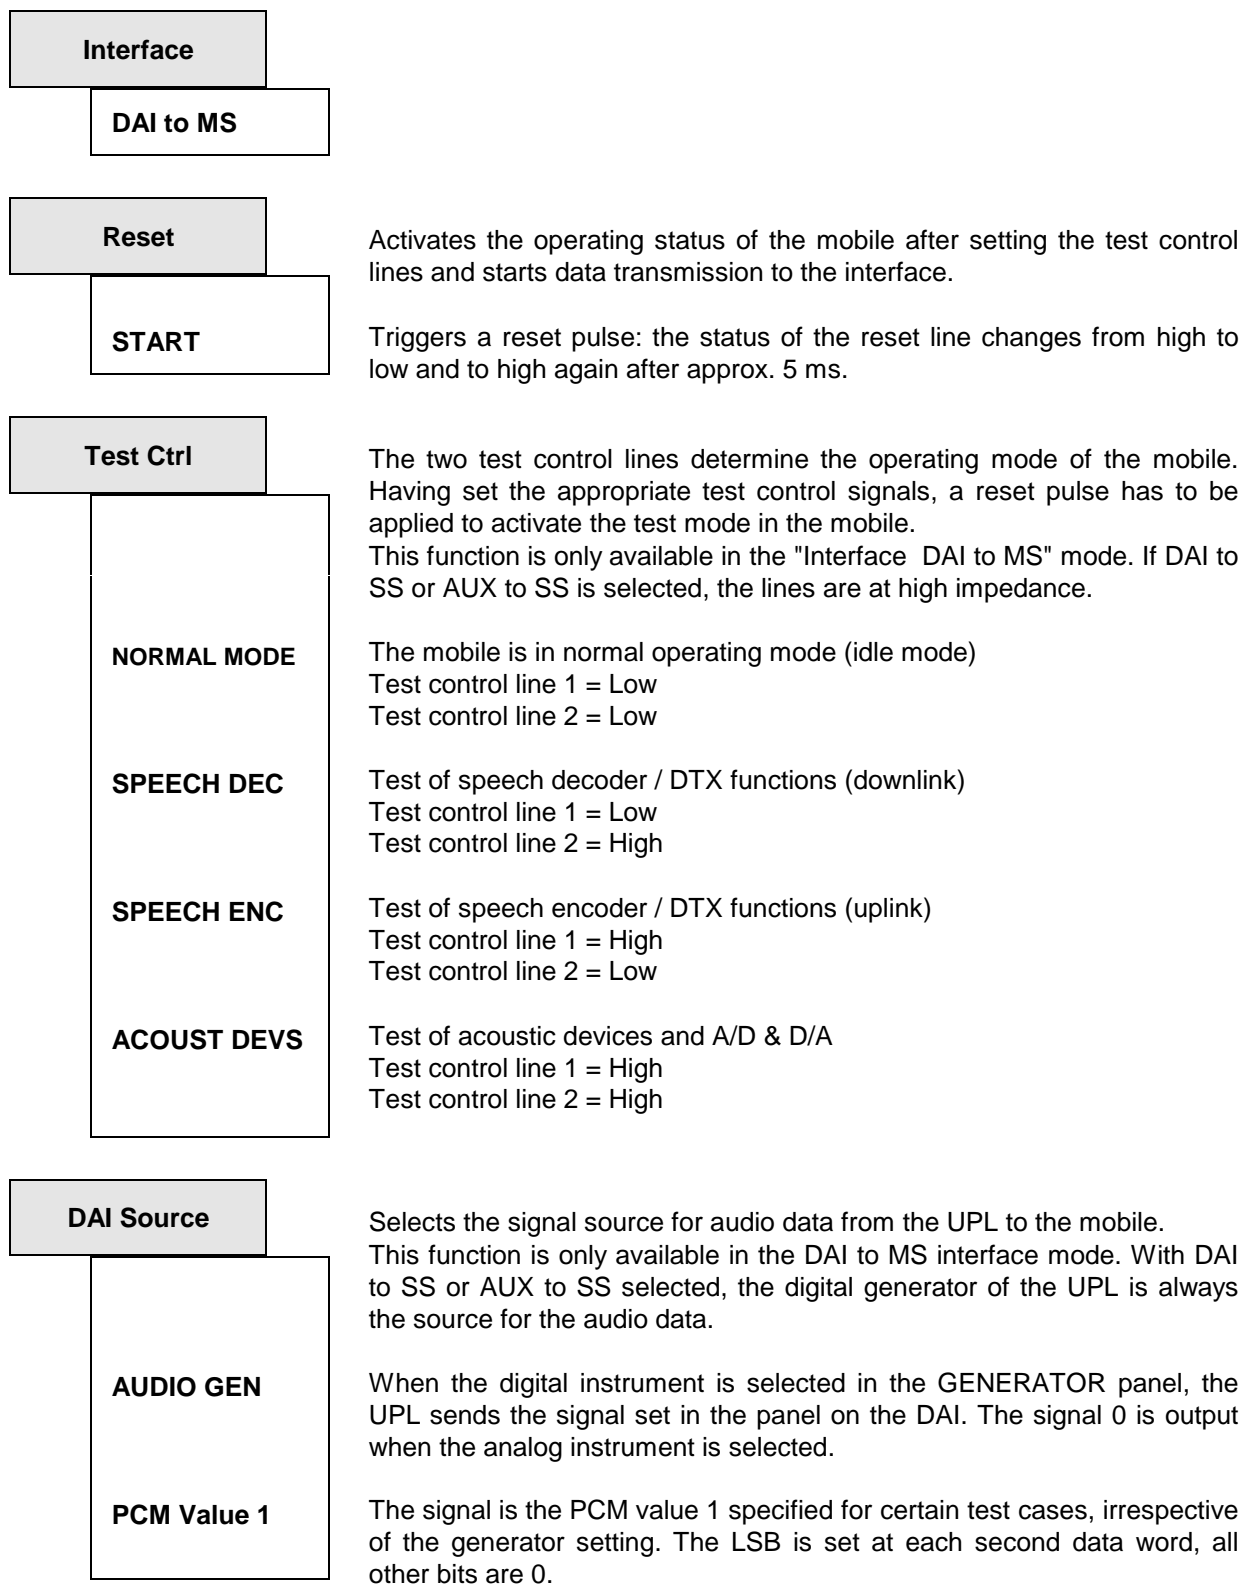 Interface
DAI to MS
Reset
Activates the operating status of the mobile after setting the test control
lines and starts data transmission to the interface.
START
Triggers a reset pulse: the status of the reset line changes from high to
low and to high again after approx. 5 ms.
Test Ctrl
The two test control lines determine the operating mode of the mobile.
Having set the appropriate test control signals, a reset pulse has to be
applied to activate the test mode in the mobile.
This function is only available in the "Interface  DAI to MS" mode. If DAI to
SS or AUX to SS is selected, the lines are at high impedance.
NORMAL MODE
The mobile is in normal operating mode (idle mode)
Test control line 1 = Low
Test control line 2 = Low
SPEECH DEC
Test of speech decoder / DTX functions (downlink)
Test control line 1 = Low
Test control line 2 = High
SPEECH ENC
Test of speech encoder / DTX functions (uplink)
Test control line 1 = High
Test control line 2 = Low
ACOUST DEVS
Test of acoustic devices and A/D & D/A
Test control line 1 = High
Test control line 2 = High
DAI Source
Selects the signal source for audio data from the UPL to the mobile.
This function is only available in the DAI to MS interface mode. With DAI
to SS or AUX to SS selected, the digital generator of the UPL is always
the source for the audio data.
AUDIO GEN
When the digital instrument is selected in the GENERATOR panel, the
UPL sends the signal set in the panel on the DAI. The signal 0 is output
when the analog instrument is selected.
PCM Value 1
The signal is the PCM value 1 specified for certain test cases, irrespective
of the generator setting. The LSB is set at each second data word, all
other bits are 0.